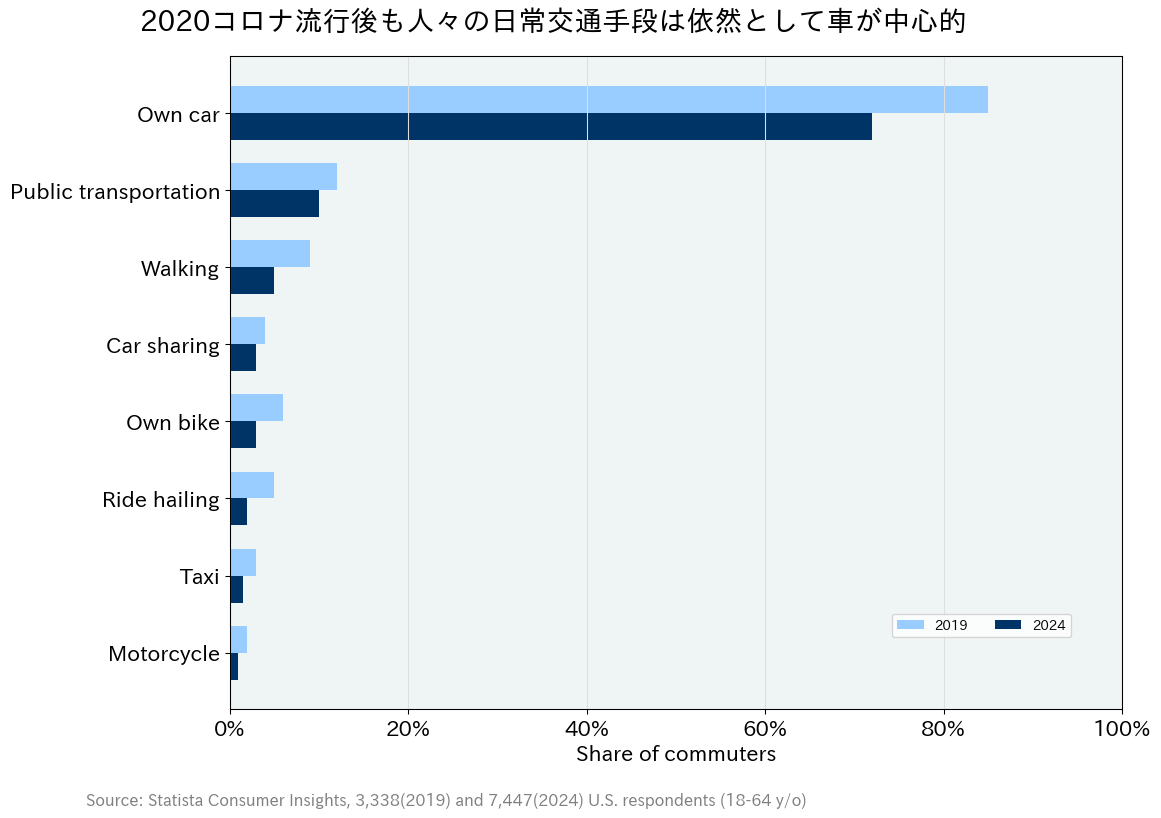 2020コロナ流行後も人々の日常交通手段は依然として車が中心的
Own car
Public transportation
Walking
Car sharing
Own bike
Ride hailing
Taxi
Motorcycle
2019 2024
0% 20% 40% 60% 80% 100%
Share of commuters
Source: Statista Consumer Insights, 3,338(2019) and 7,447(2024) U.S. respondents (18-64 y/o)